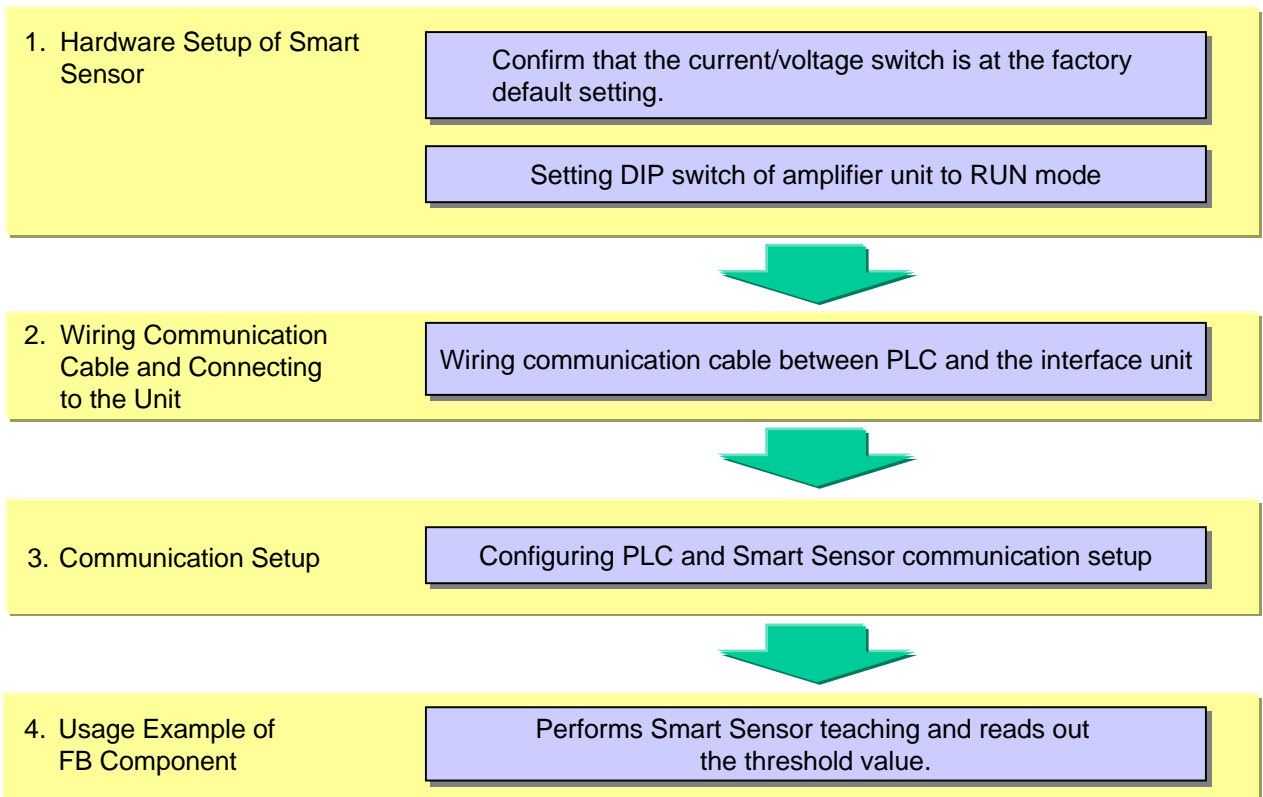 1. Hardware Setup of Smart
Sensor
Confirm that the current/voltage switch is at the factory
default setting.
Setting DIP switch of amplifier unit to RUN mode
2. Wiring Communication
Cable and Connecting
to the Unit
Wiring communication cable between PLC and the interface unit
3. Communication Setup
Configuring PLC and Smart Sensor communication setup
4. Usage Example of
FB Component
Performs Smart Sensor teaching and reads out
the threshold value.